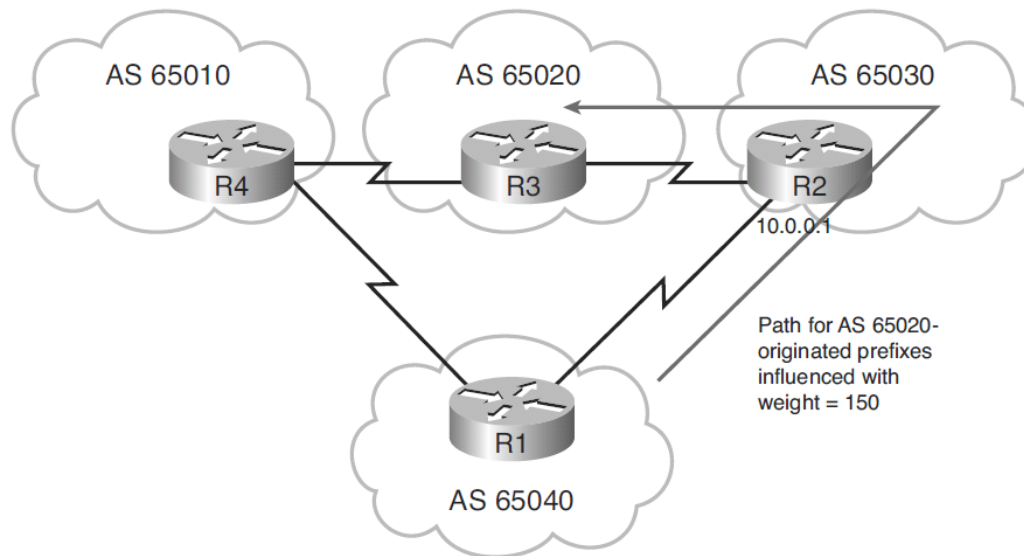 AS 65010
AS 65020
AS 65030
R4
R3
R2
10.0.0.1
Path for AS 65020-
originated prefixes
influenced with
weight = 150
R1
AS 65040